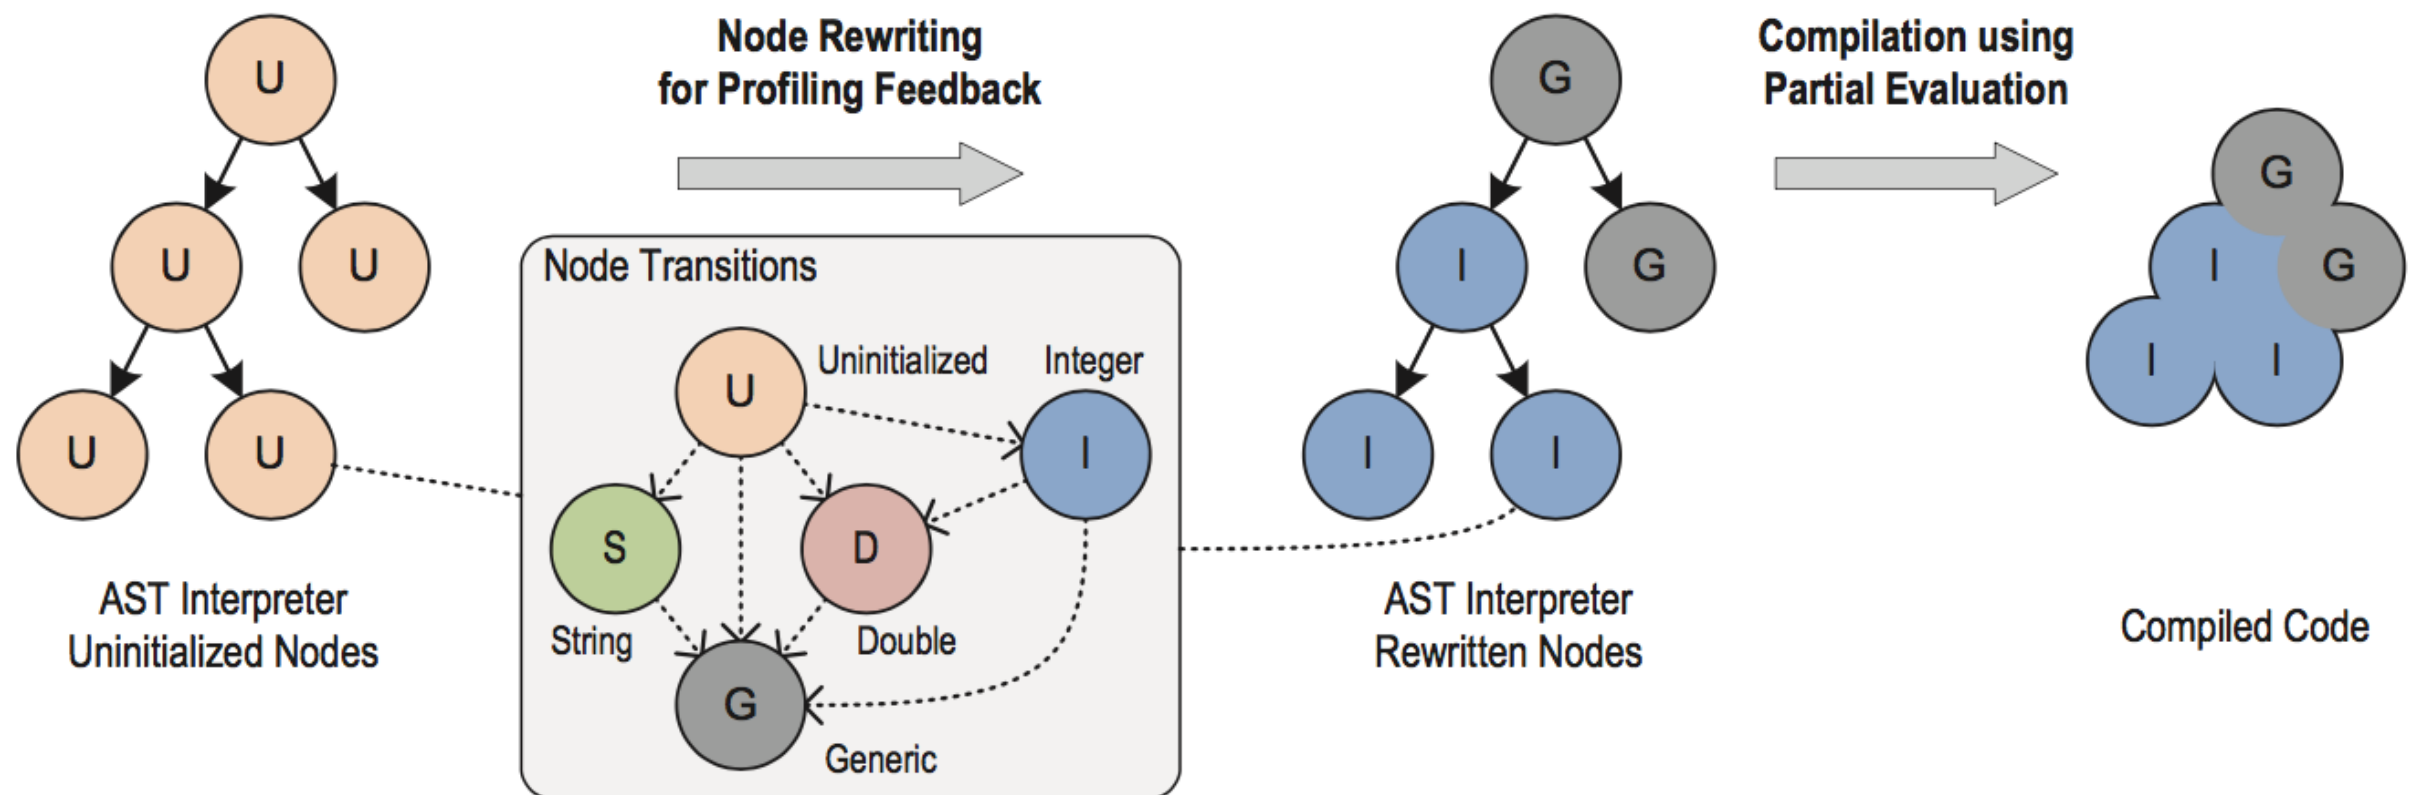 U
U
U
U
U
AST Interpreter
Uninitialized Nodes
Node Rewriting
for Profiling Feedback
Node Transitions
U
Uninitialized
Integer
I
S
D
String
Double
G
Generic
G
I
G
I
I
AST Interpreter
Rewritten Nodes
Compilation using
Partial Evaluation
G
I
G
I
I
Compiled Code